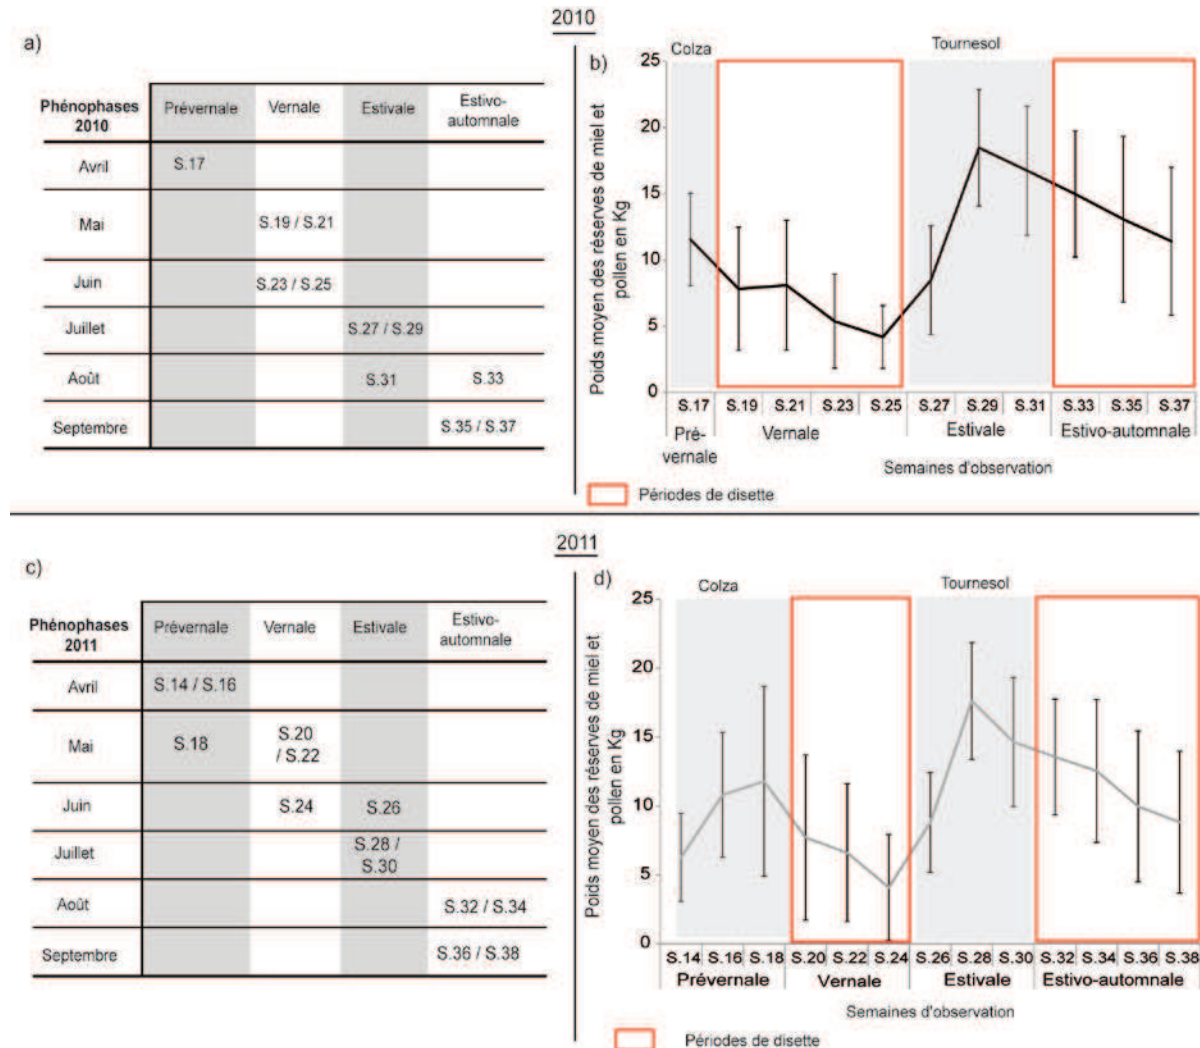 2010
a)
Phénophases 2010 Prévernale Vernale Estivale Estivo-automnale
Avril S.17
Mai S.19 / S.21
Juin S.23 / S.25
Juillet S.27 / S.29
Août S.31 S.33
Septembre S.35 / S.37
b)
Colza Tournesol
Poids moyen des réserves de miel et
pollen en Kg
25
20
15
10
5
0
S.17 S.19 S.21 S.23 S.25 S.27 S.29 S.31 S.33 S.35 S.37
Pré-vernale Vernale Estivale Estivo-automnale
Semaines d'observation
Périodes de disette
2011
c)
Phénophases 2011 Prévernale Vernale Estivale Estivo-automnale
Avril S.14 / S.16
Mai S.18 S.20 / S.22
Juin S.24 S.26
Juillet S.28 / S.30
Août S.32 / S.34
Septembre S.36 / S.38
d)
Colza Tournesol
Poids moyen des réserves de miel et
pollen en Kg
25
20
15
10
5
0
S.14 S.16 S.18 S.20 S.22 S.24 S.26 S.28 S.30 S.32 S.34 S.36 S.38
Prévernale Vernale Estivale Estivo-automnale
Semaines d'observation
Périodes de disette